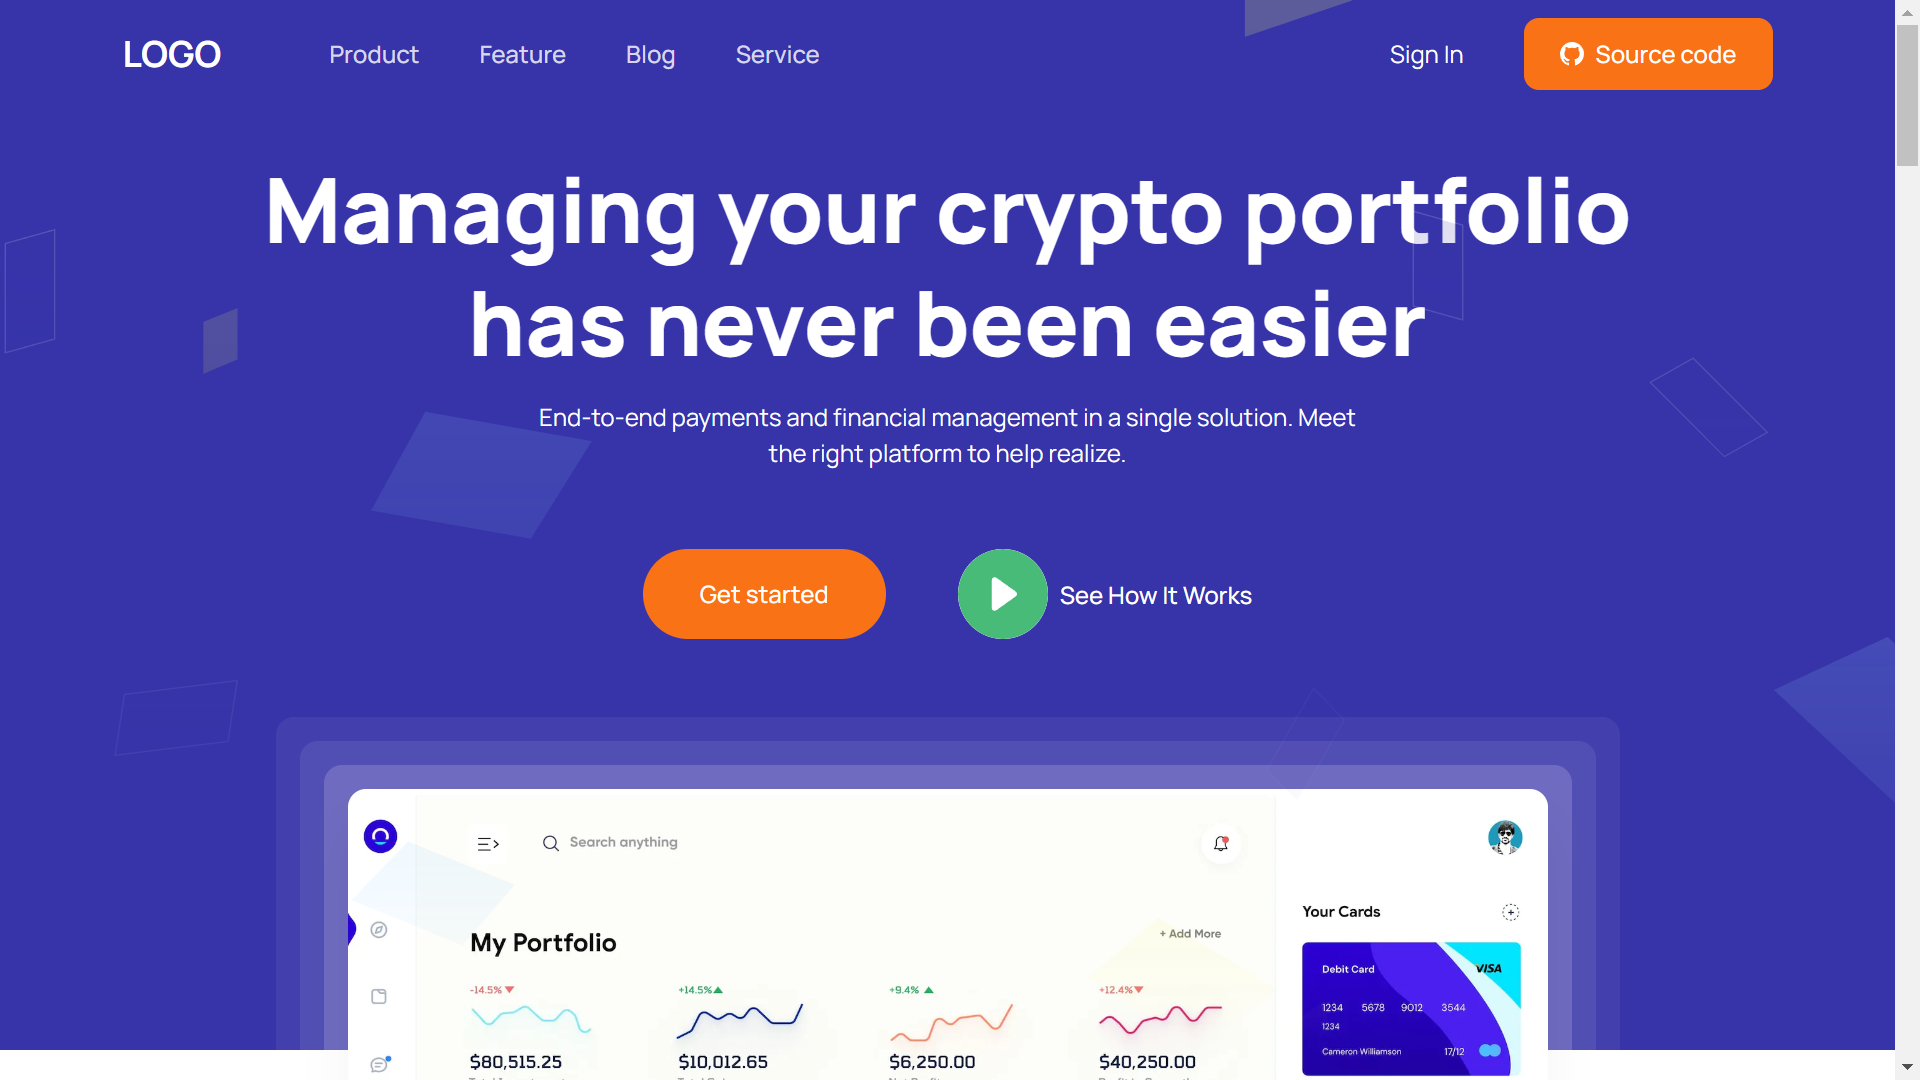 LOGO
Product
Feature
Blog
Service
Sign In
Source code
Managing your crypto portfolio
has never been easier
End-to-end payments and financial management in a single solution. Meet
the right platform to help realize.
Get started
See How It Works
Search anything
My Portfolio
+ Add More
-14.5%
+14.5%
+9.4%
+12.4%
$80,515.25
$10,012.65
$6,250.00
$40,250.00
Your Cards
Debit Card
VISA
1234 5678 9012 3544
1234
Cameron Williamson
17/12